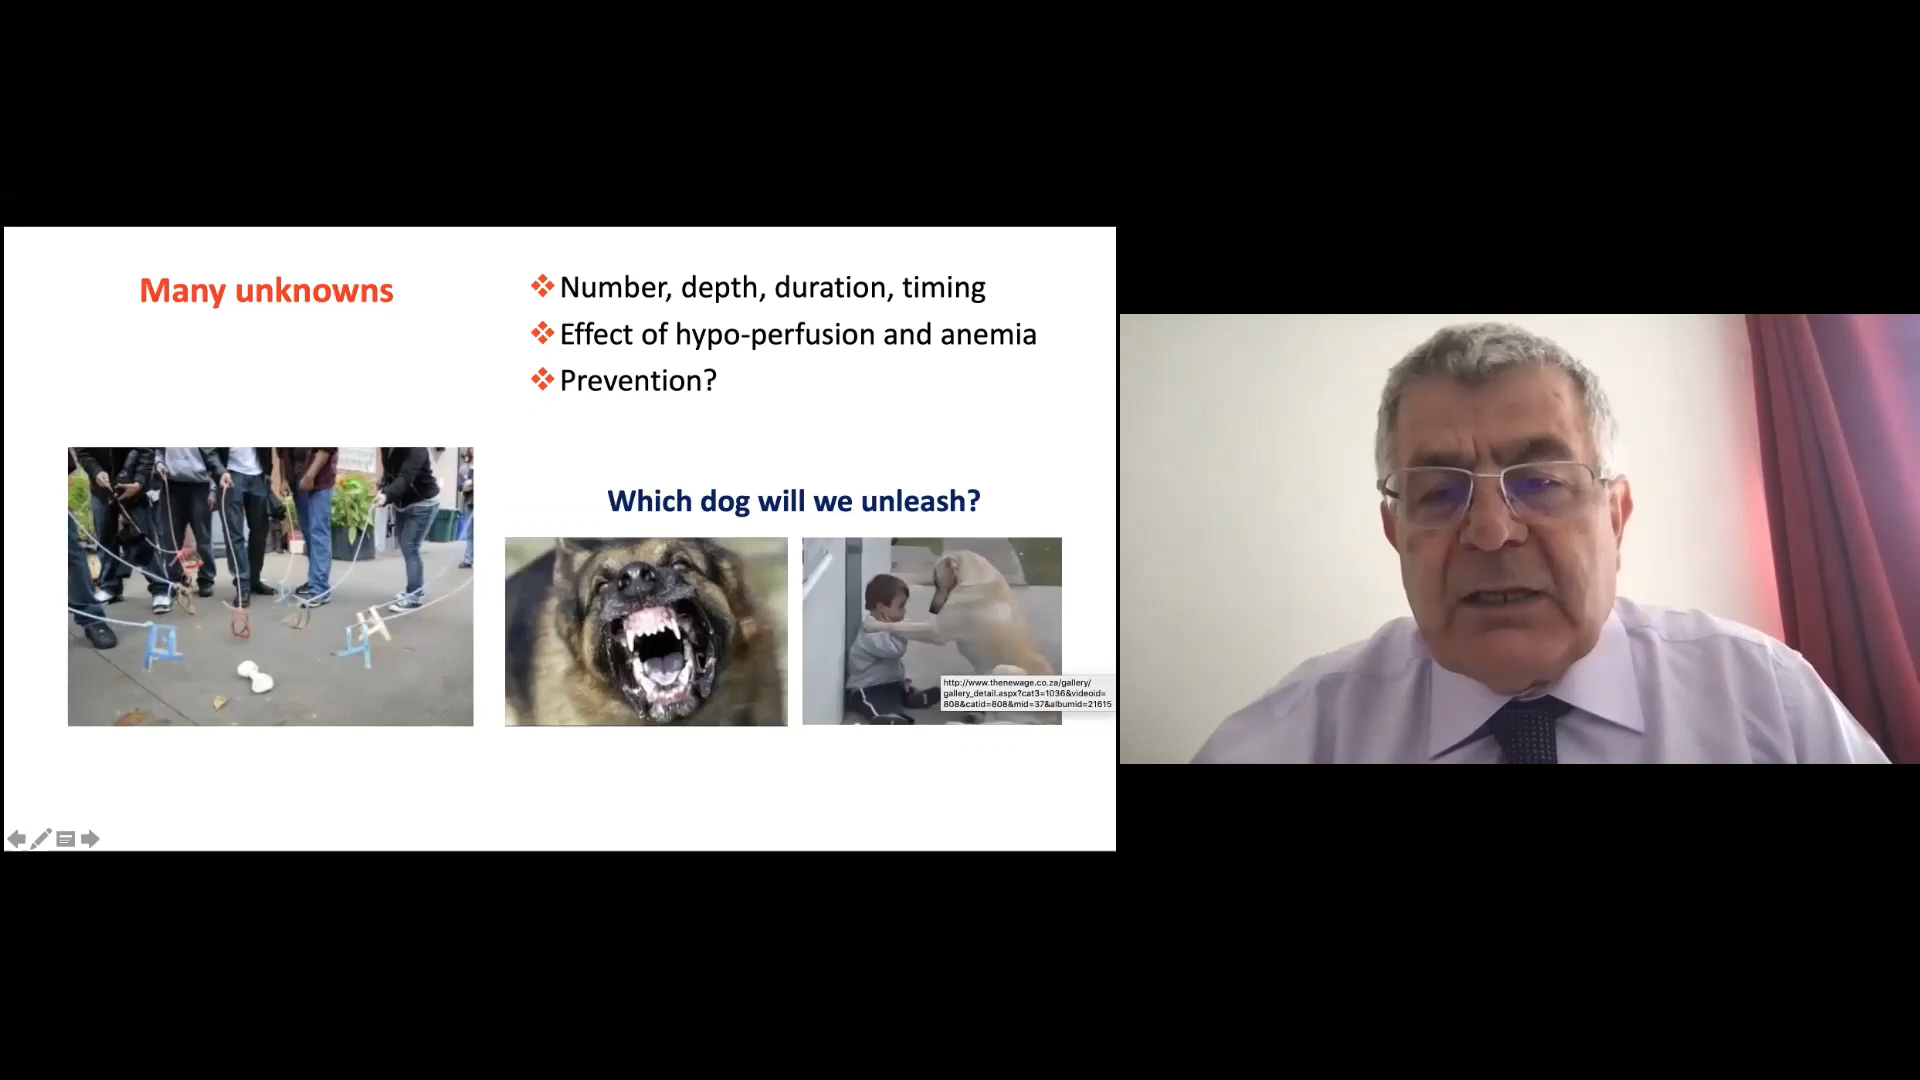 Many unknowns
❖ Number, depth, duration, timing
❖ Effect of hypo-perfusion and anemia
❖ Prevention?
Which dog will we unleash?
http://www.thenewage.co.za/gallery/
gallery_detail.aspx?cat3=1036&videoid=
808&catid=808&mid=37&albumid=21615